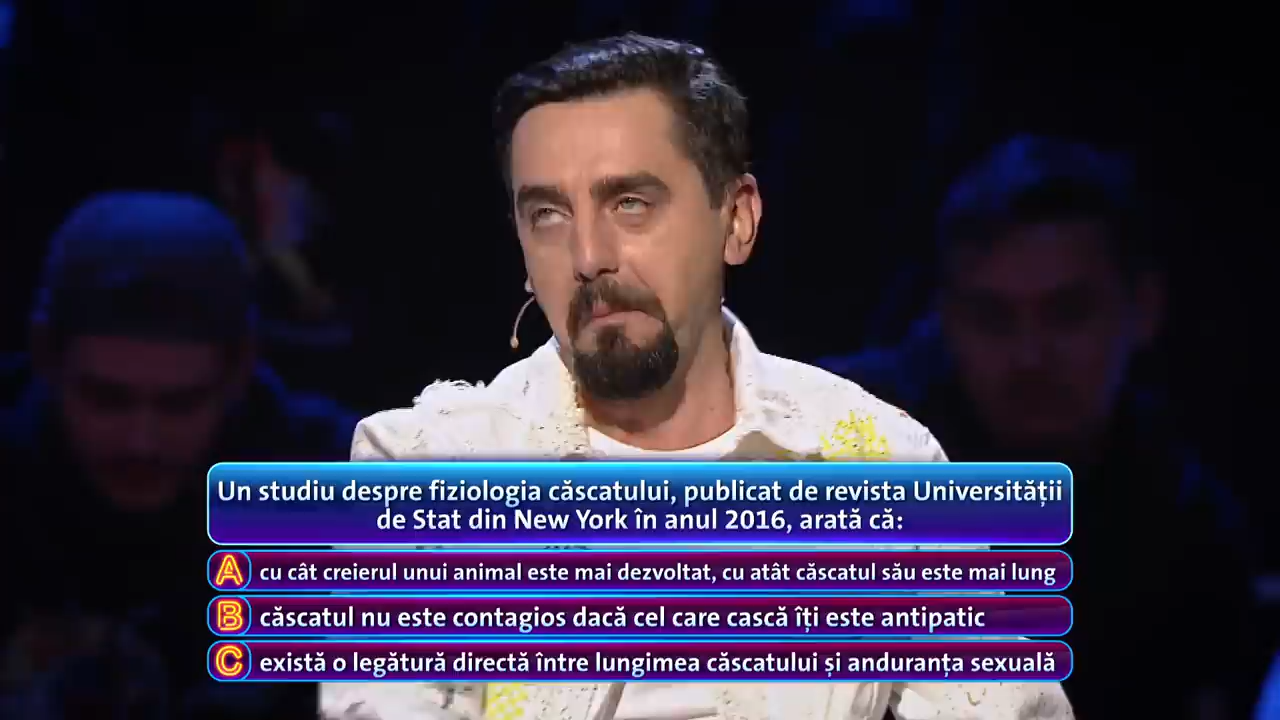 Un studiu despre fiziologia căscatului, publicat de revista Universității
de Stat din New York în anul 2016, arată că:
A cu cât creierul unui animal este mai dezvoltat, cu atât căscatul său este mai lung
B căscatul nu este contagios dacă cel care cască îți este antipatic
C există o legătură directă între lungimea căscatului și anduranța sexuală